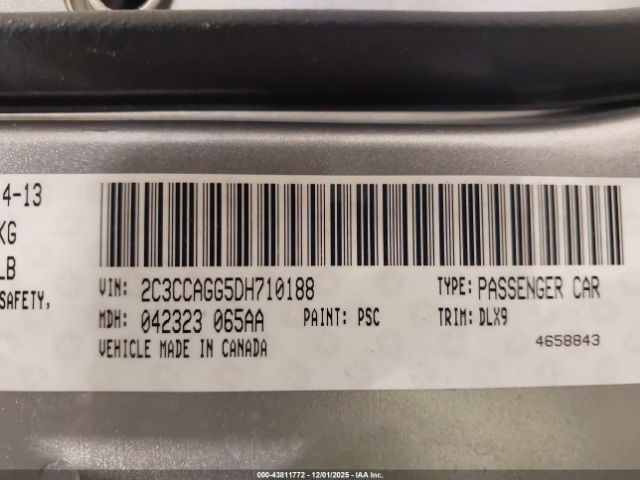 4-13
KG
LB
SAFETY,
VIN: 2C3CCAGG5DH710188 TYPE: PASSENGER CAR
MDH: 042323 065AA PAINT: PSC TRIM: DLX9
VEHICLE MADE IN CANADA 4658843
000-43811772 - 12/01/2025 - IAA Inc.